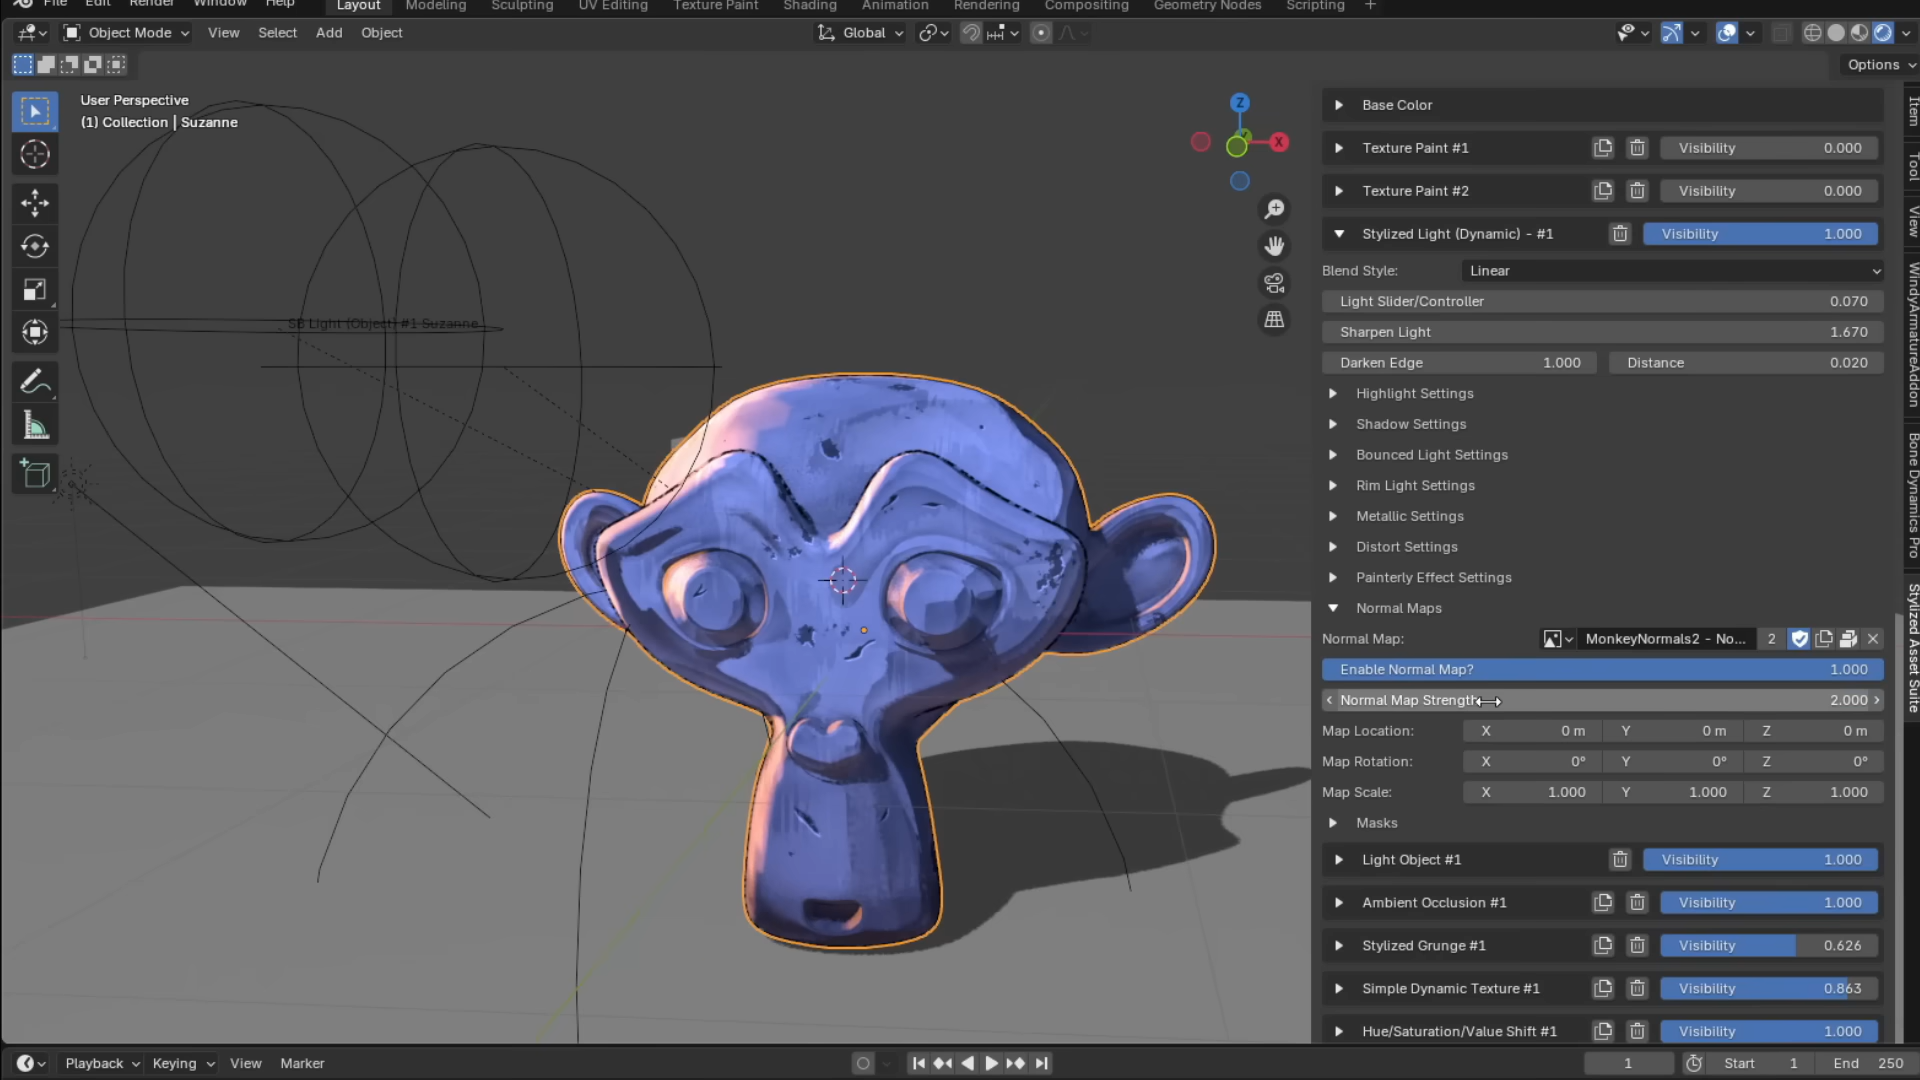 File Edit Render Window Help Layout Modeling Sculpting UV Editing Texture Paint Shading Animation Rendering Compositing Geometry Nodes Scripting +
Object Mode View Select Add Object Global
Options
User Perspective
(1) Collection | Suzanne
Z
X
SB Light (Object) #1 Suzanne
Base Color
Texture Paint #1 Visibility 0.000
Texture Paint #2 Visibility 0.000
Stylized Light (Dynamic) - #1 Visibility 1.000
Blend Style: Linear
Light Slider/Controller 0.070
Sharpen Light 1.670
Darken Edge 1.000 Distance 0.020
Highlight Settings
Shadow Settings
Bounced Light Settings
Rim Light Settings
Metallic Settings
Distort Settings
Painterly Effect Settings
Normal Maps
Normal Map: MonkeyNormals2 - No... 2
Enable Normal Map? 1.000
Normal Map Strength 2.000
Map Location: X 0 m Y 0 m Z 0 m
Map Rotation: X 0° Y 0° Z 0°
Map Scale: X 1.000 Y 1.000 Z 1.000
Masks
Light Object #1 Visibility 1.000
Ambient Occlusion #1 Visibility 1.000
Stylized Grunge #1 Visibility 0.626
Simple Dynamic Texture #1 Visibility 0.863
Hue/Saturation/Value Shift #1 Visibility 1.000
Item
Tool
View
WindyArmatureAddon
Bone Dynamics Pro
Stylized Asset Suite
Playback Keying View Marker 1 Start 1 End 250